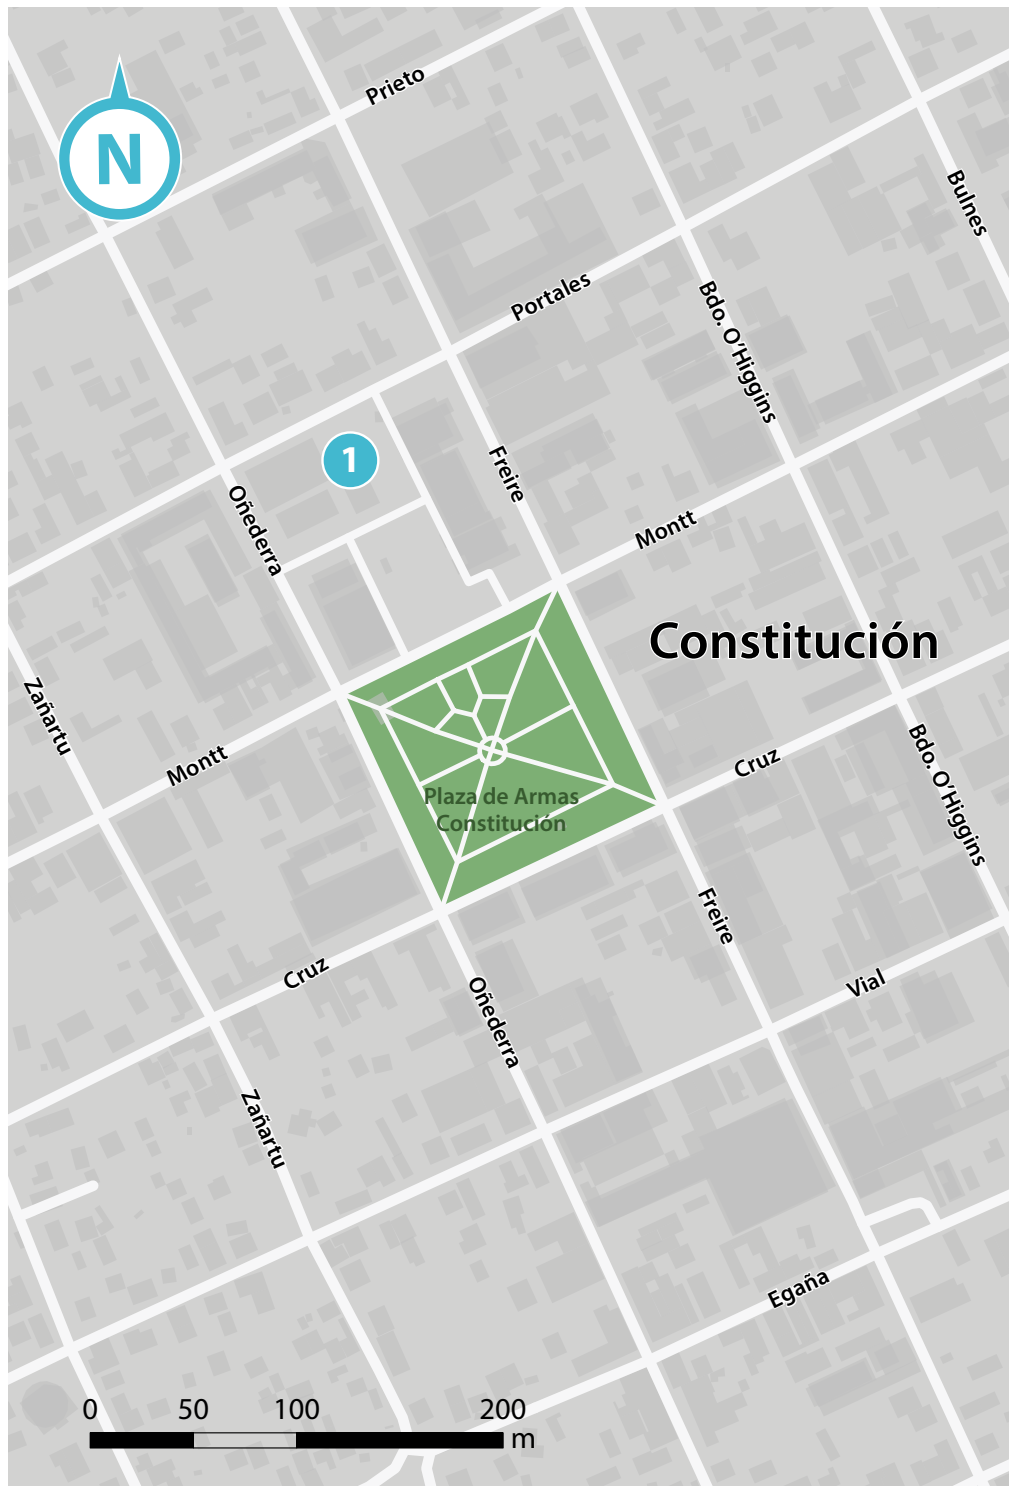 Prieto
N
Bulnes
Portales
Bdo. O'Higgins
1
Freire
Oñederra
Montt
Constitución
Zañartu
Montt
Cruz
Bdo. O'Higgins
Plaza de Armas
Constitución
Freire
Cruz
Vial
Oñederra
Zañartu
Egaña
0 50 100 200
m